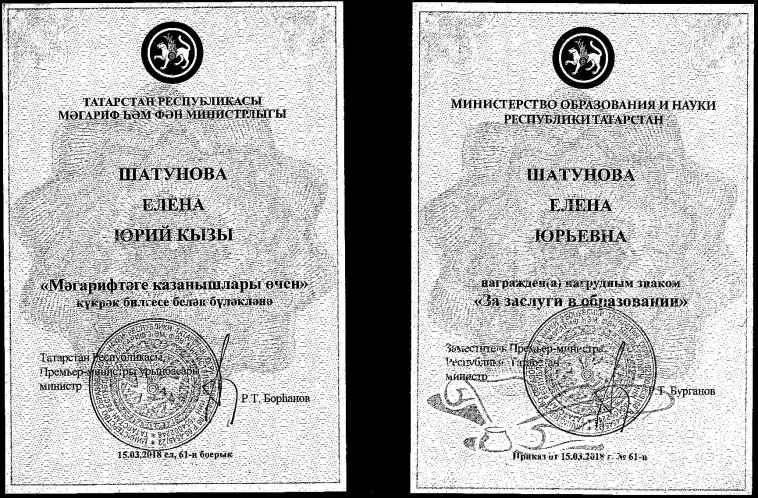 ТАТАРСТАН РЕСПУБЛИКАСЫ
МӘГАРИФ ҺӘМ ФӘН МИНИСТРЛЫГЫ
ШАТУНОВА
ЕЛЕНА
ЮРИЙ КЫЗЫ
«Мәгарифтәге казанышлары өчен»
күкрәк билгесе белән бүләкләнә
Татарстан Республикасы
Премьер-министры урынбасары
министр
Р.Т. Борһанов
15.03.2018 ел, 61-н боерык
МИНИСТЕРСТВО ОБРАЗОВАНИЯ И НАУКИ
РЕСПУБЛИКИ ТАТАРСТАН
ШАТУНОВА
ЕЛЕНА
ЮРЬЕВНА
награжден(а) нагрудным знаком
«За заслуги в образовании»
Заместитель Премьер-министра
Республики Татарстан
министр
Р.Т. Бурганов
Приказ от 15.03.2018 г. № 61-н